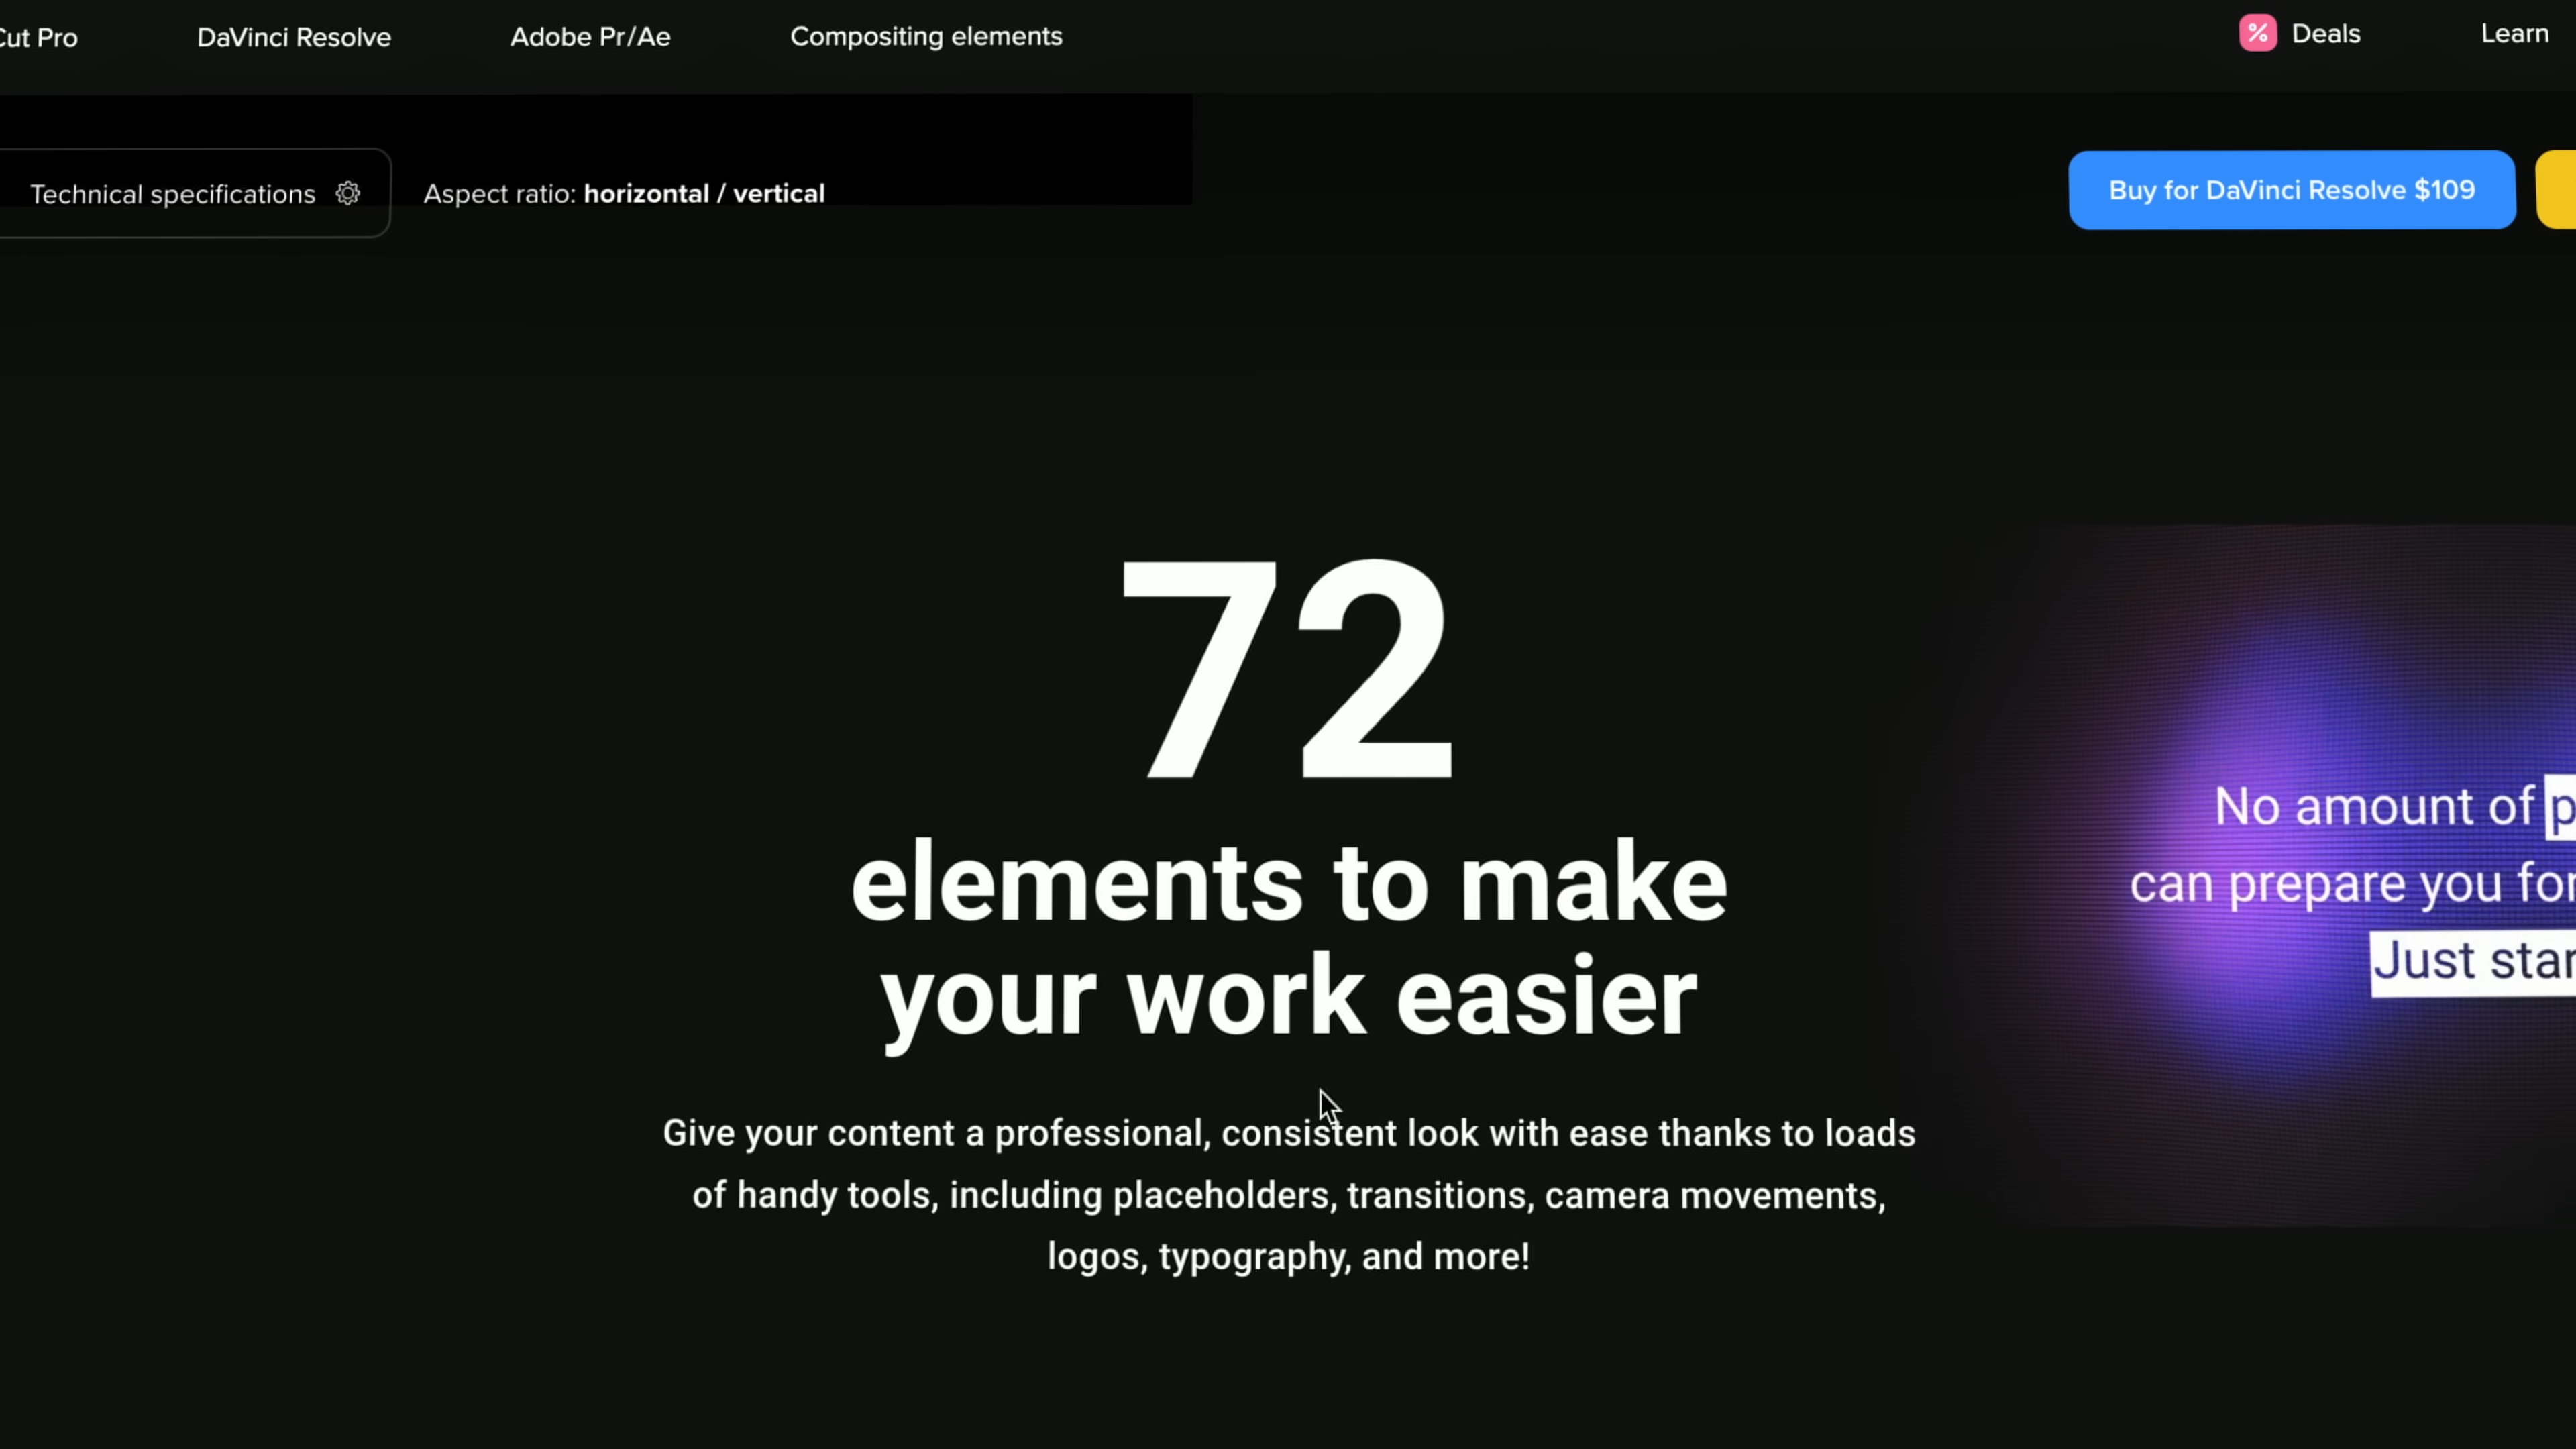 Cut Pro
DaVinci Resolve
Adobe Pr/Ae
Compositing elements
Deals
Learn
Technical specifications
Aspect ratio: horizontal / vertical
Buy for DaVinci Resolve $109
72
elements to make
your work easier
Give your content a professional, consistent look with ease thanks to loads
of handy tools, including placeholders, transitions, camera movements,
logos, typography, and more!
No amount of
can prepare you for
Just star